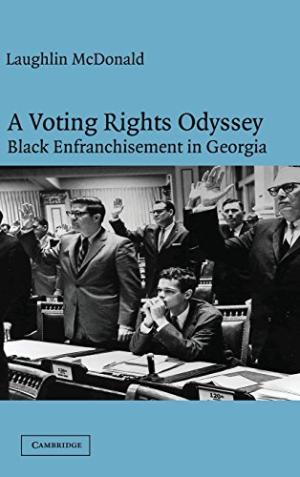 Laughlin McDonald
A Voting Rights Odyssey
Black Enfranchisement in Georgia
CAMBRIDGE